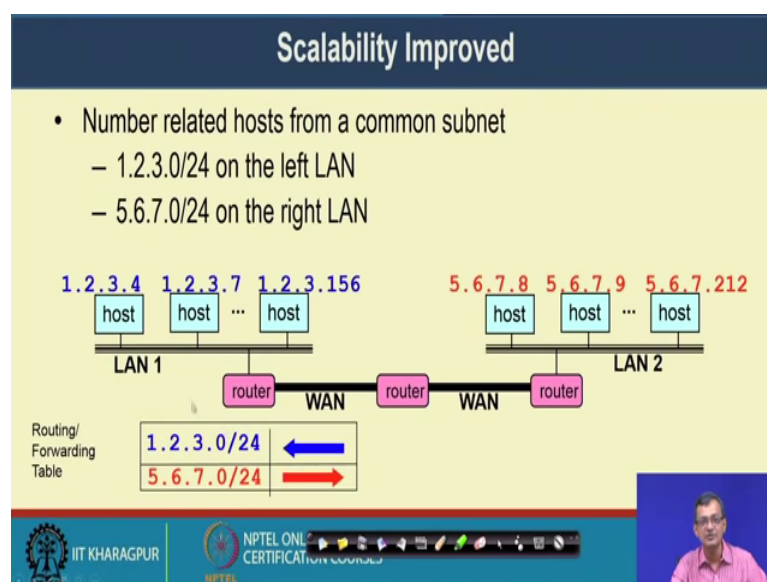 Scalability Improved
• Number related hosts from a common subnet
– 1.2.3.0/24 on the left LAN
– 5.6.7.0/24 on the right LAN
1.2.3.4 1.2.3.7 1.2.3.156 5.6.7.8 5.6.7.9 5.6.7.212
host host ... host host host ... host
LAN 1 LAN 2
router WAN router WAN router
Routing/
Forwarding
Table
1.2.3.0/24
5.6.7.0/24
IIT KHARAGPUR
NPTEL ONL
CERTIFICATION COURSES
NPTEL